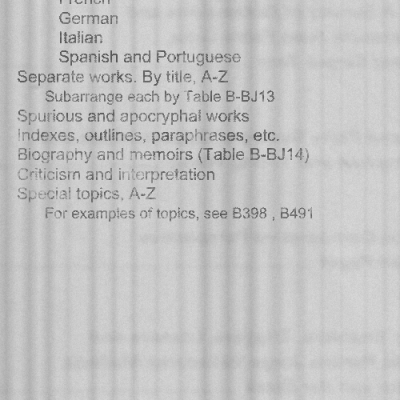 French
German
Italian
Spanish and Portuguese
Separate works. By title, A-Z
Subarrange each by Table B-BJ13
Spurious and apocryphal works
Indexes, outlines, paraphrases, etc.
Biography and memoirs (Table B-BJ14)
Criticism and interpretation
Special topics, A-Z
For examples of topics, see B398 , B491